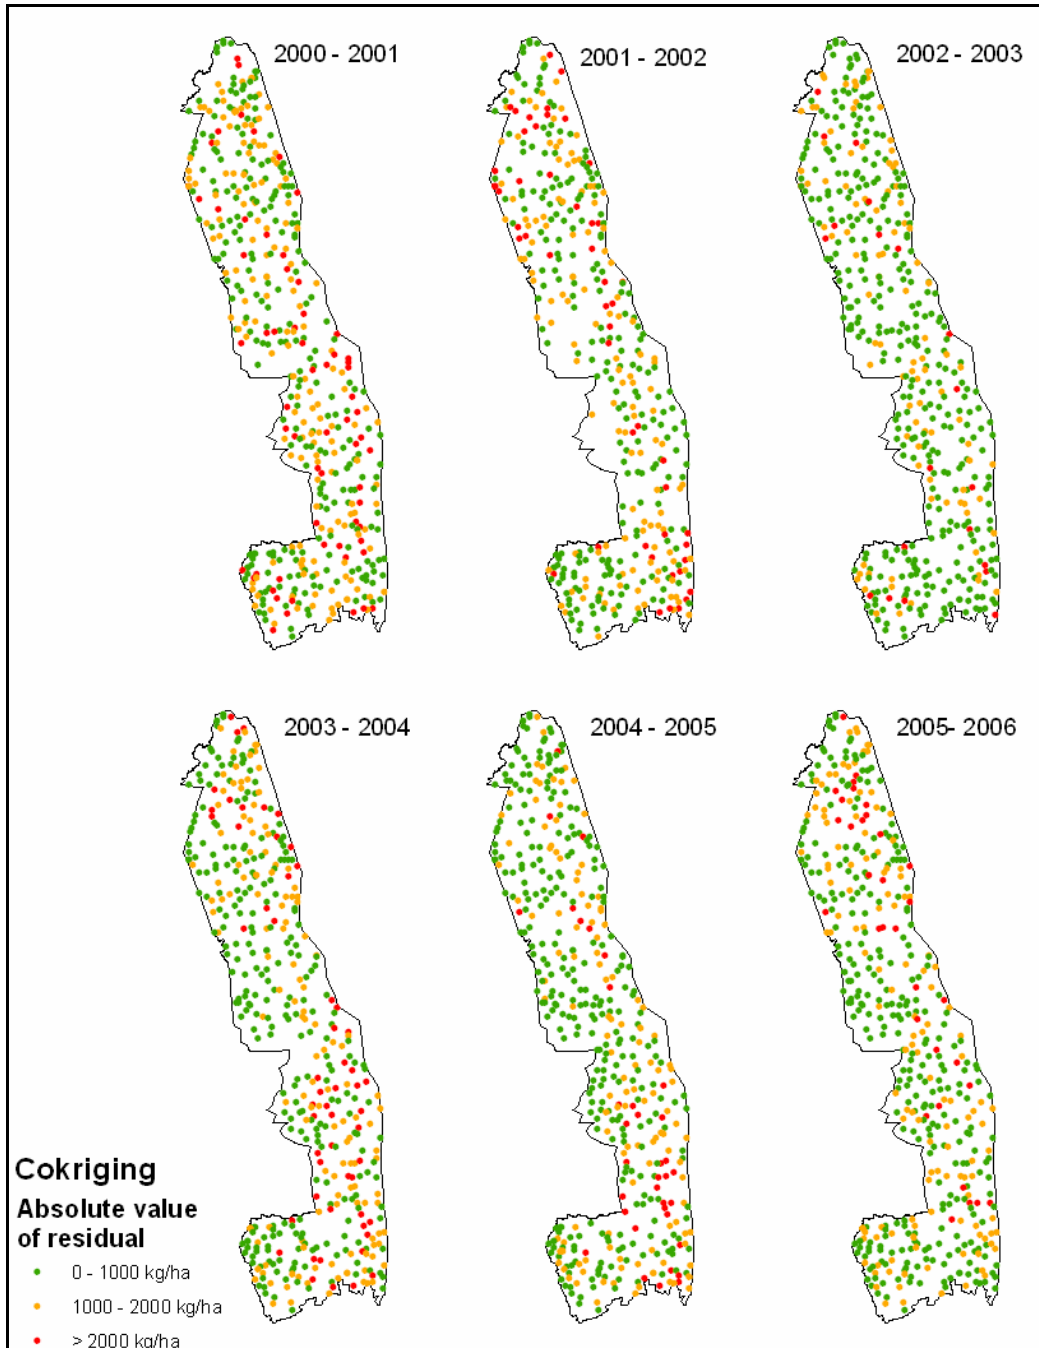 2000 - 2001
2001 - 2002
2002 - 2003
2003 - 2004
2004 - 2005
2005- 2006
Cokriging
Absolute value
of residual
0 - 1000 kg/ha
1000 - 2000 kg/ha
> 2000 kg/ha